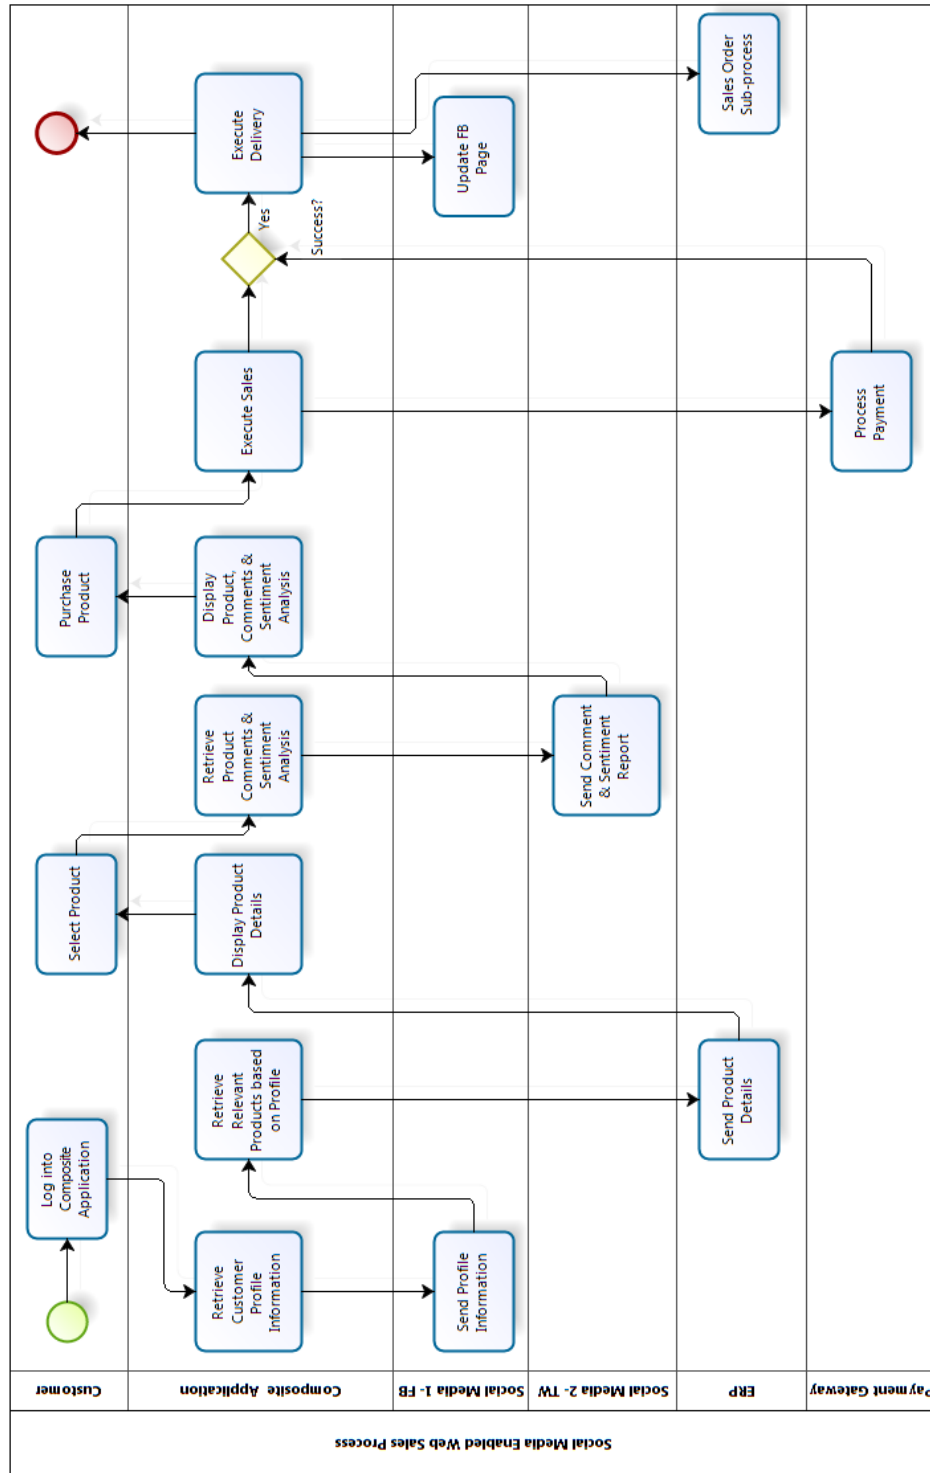 Social Media Enabled Web Sales Process
Customer
Log into
Composite
Application
Select Product
Purchase
Product
Composite Application
Retrieve
Customer
Profile
Information
Retrieve
Relevant
Products based
on Profile
Display Product
Details
Retrieve
Product
Comments &
Sentiment
Analysis
Display
Product,
Comments &
Sentiment
Analysis
Execute Sales
Yes
Success?
Execute
Delivery
Social Media 1- FB
Send Profile
Information
Update FB
Page
Social Media 2- TW
Send Comment
& Sentiment
Report
ERP
Send Product
Details
Sales Order
Sub-process
Payment Gateway
Process
Payment